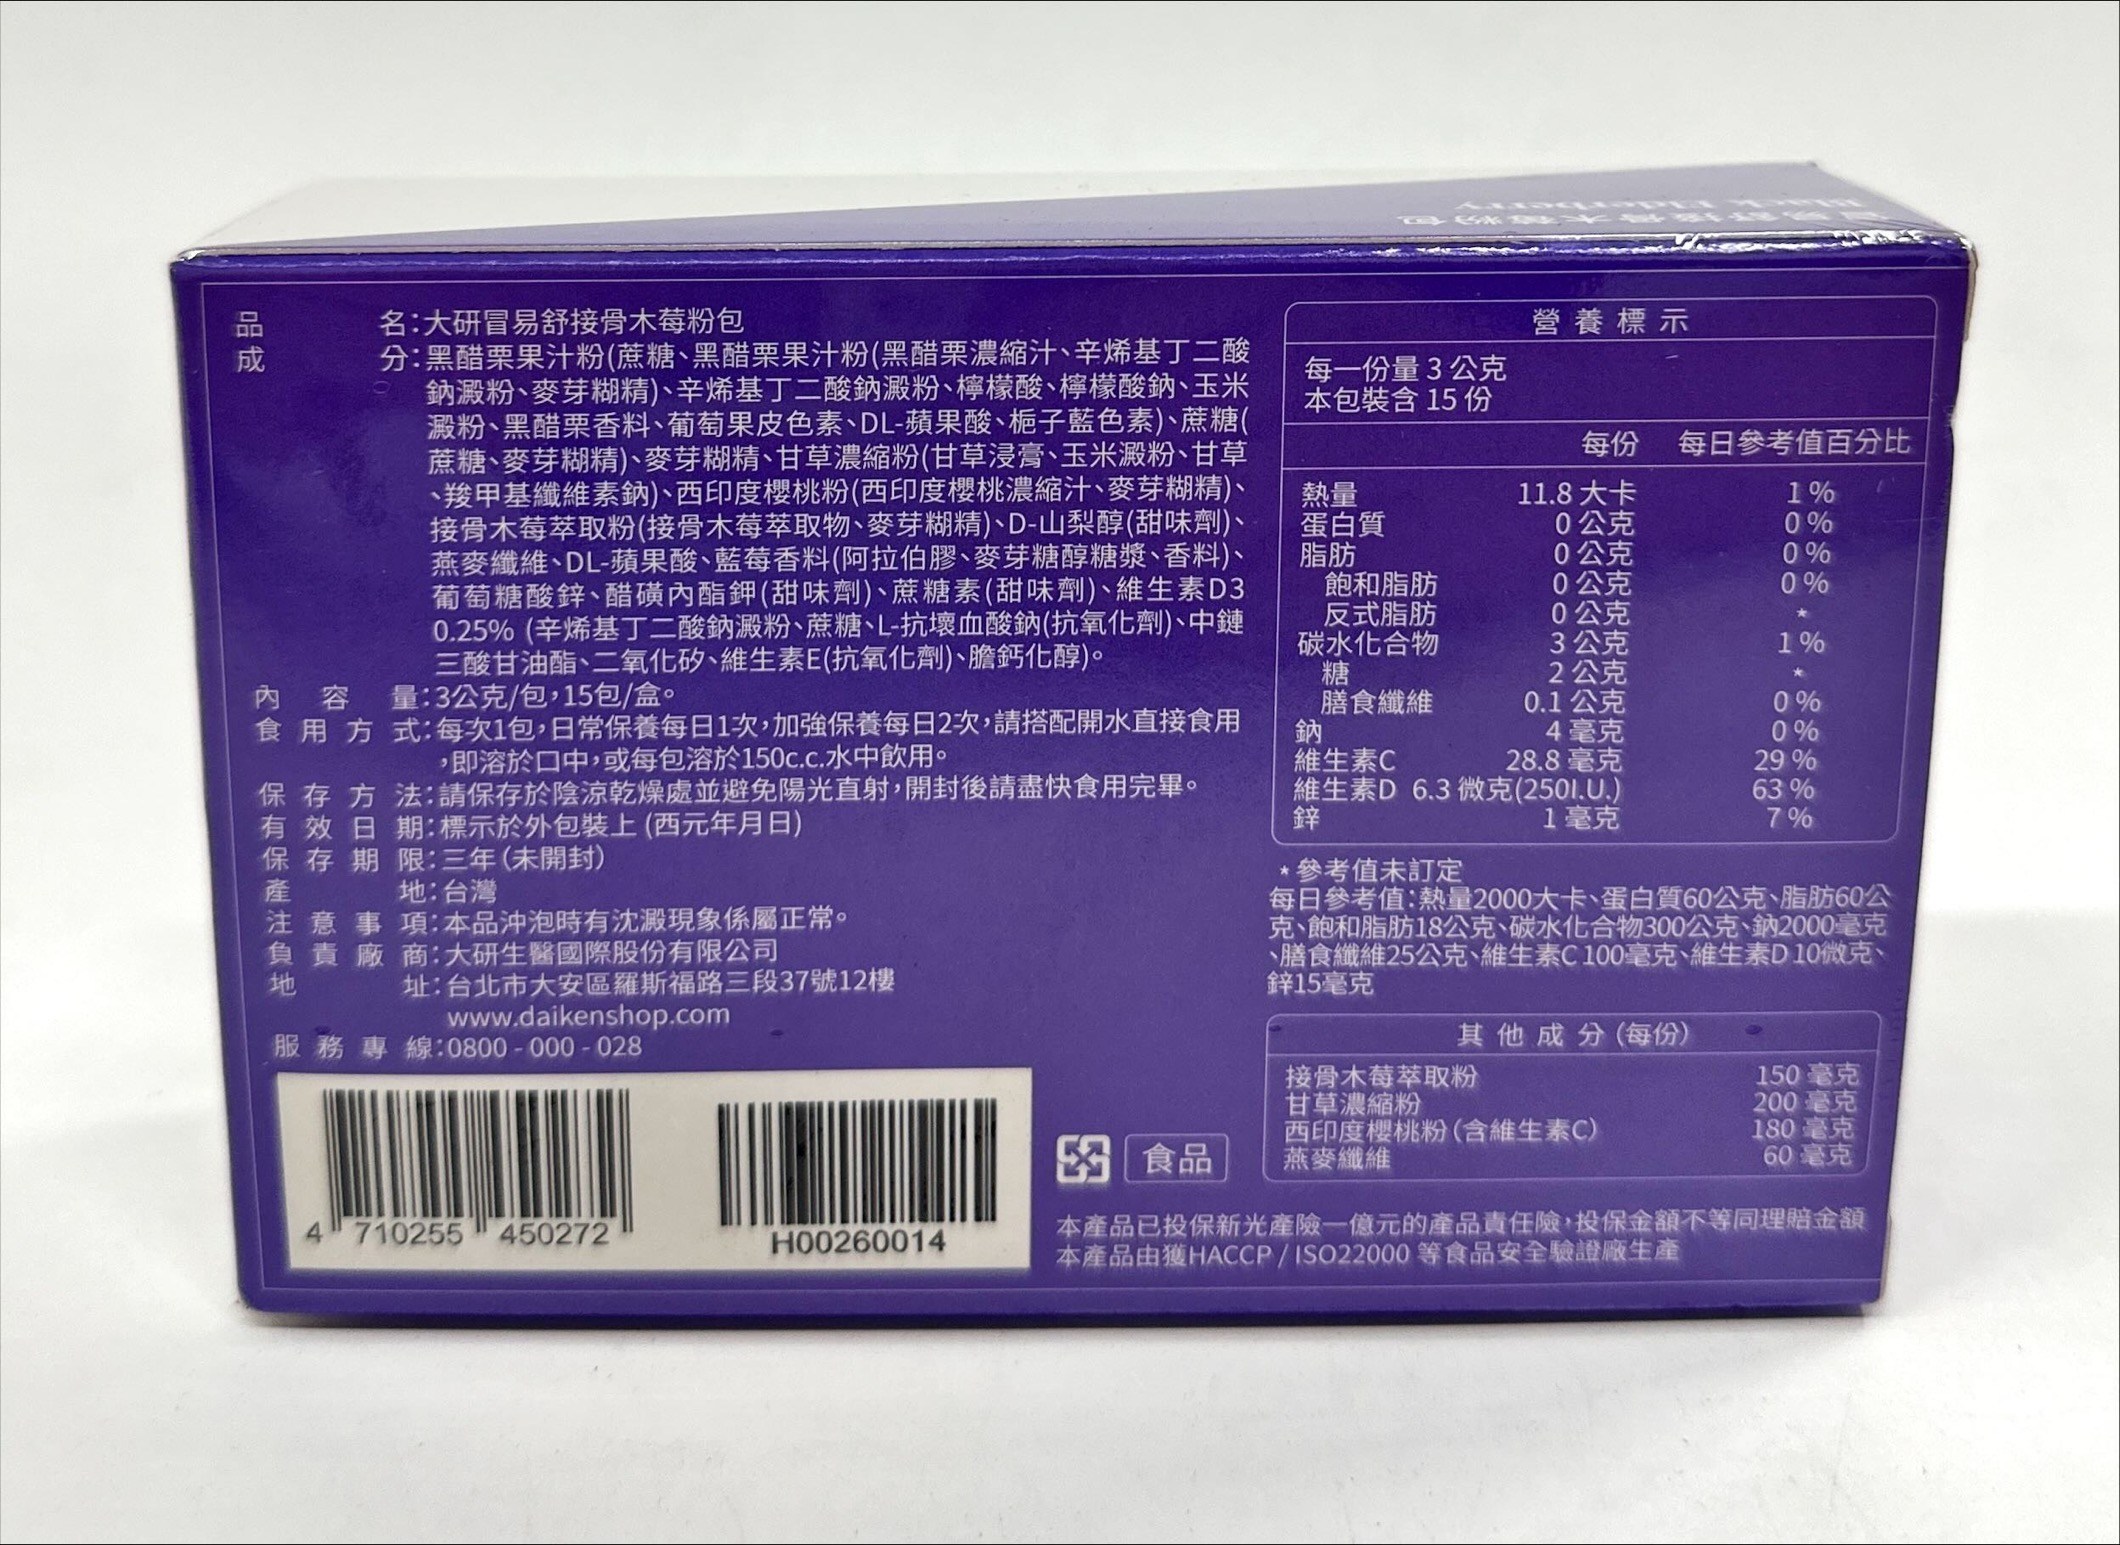 Black Elderberry
易舒接骨木莓粉包
品　　名：大研冒易舒接骨木莓粉包
成　　分：黑醋栗果汁粉(蔗糖、黑醋栗果汁粉(黑醋栗濃縮汁、辛烯基丁二酸
鈉澱粉、麥芽糊精)、辛烯基丁二酸鈉澱粉、檸檬酸、檸檬酸鈉、玉米
澱粉、黑醋栗香料、葡萄果皮色素、DL-蘋果酸、梔子藍色素)、蔗糖(
蔗糖、麥芽糊精)、麥芽糊精、甘草濃縮粉(甘草浸膏、玉米澱粉、甘草
、羧甲基纖維素鈉)、西印度櫻桃粉(西印度櫻桃濃縮汁、麥芽糊精)、
接骨木莓萃取粉(接骨木莓萃取物、麥芽糊精)、D-山梨醇(甜味劑)、
燕麥纖維、DL-蘋果酸、藍莓香料(阿拉伯膠、麥芽糖醇糖漿、香料)、
葡萄糖酸鋅、醋磺內酯鉀(甜味劑)、蔗糖素(甜味劑)、維生素D3
0.25% (辛烯基丁二酸鈉澱粉、蔗糖、L-抗壞血酸鈉(抗氧化劑)、中鏈
三酸甘油酯、二氧化矽、維生素E(抗氧化劑)、膽鈣化醇)。
內容量：3公克/包，15包/盒。
食用方式：每次1包，日常保養每日1次，加強保養每日2次，請搭配開水直接食用
，即溶於口中，或每包溶於150c.c.水中飲用。
保存方法：請保存於陰涼乾燥處並避免陽光直射，開封後請盡快食用完畢。
有效日期：標示於外包裝上 (西元年月日)
保存期限：三年 (未開封)
產　　地：台灣
注意事項：本品沖泡時有沈澱現象係屬正常。
負責廠商：大研生醫國際股份有限公司
地　　址：台北市大安區羅斯福路三段37號12樓
www.daikenshop.com
服務專線：0800 - 000 - 028
4 710255 450272
H00260014
食品
營養標示
每一份量 3 公克
本包裝含 15 份
每份 每日參考值百分比
熱量 11.8 大卡 1 %
蛋白質 0 公克 0 %
脂肪 0 公克 0 %
飽和脂肪 0 公克 0 %
反式脂肪 0 公克 *
碳水化合物 3 公克 1 %
糖 2 公克 *
膳食纖維 0.1 公克 0 %
鈉 4 毫克 0 %
維生素C 28.8 毫克 29 %
維生素D 6.3 微克(250I.U.) 63 %
鋅 1 毫克 7 %
* 參考值未訂定
每日參考值：熱量2000大卡、蛋白質60公克、脂肪60公
克、飽和脂肪18公克、碳水化合物300公克、鈉2000毫克
、膳食纖維25公克、維生素C 100毫克、維生素D 10微克、
鋅15毫克
其他成分 (每份)
接骨木莓萃取粉 150 毫克
甘草濃縮粉 200 毫克
西印度櫻桃粉 (含維生素C) 180 毫克
燕麥纖維 60 毫克
本產品已投保新光產險一億元的產品責任險，投保金額不等同理賠金額
本產品由獲HACCP / ISO22000 等食品安全驗證廠生產